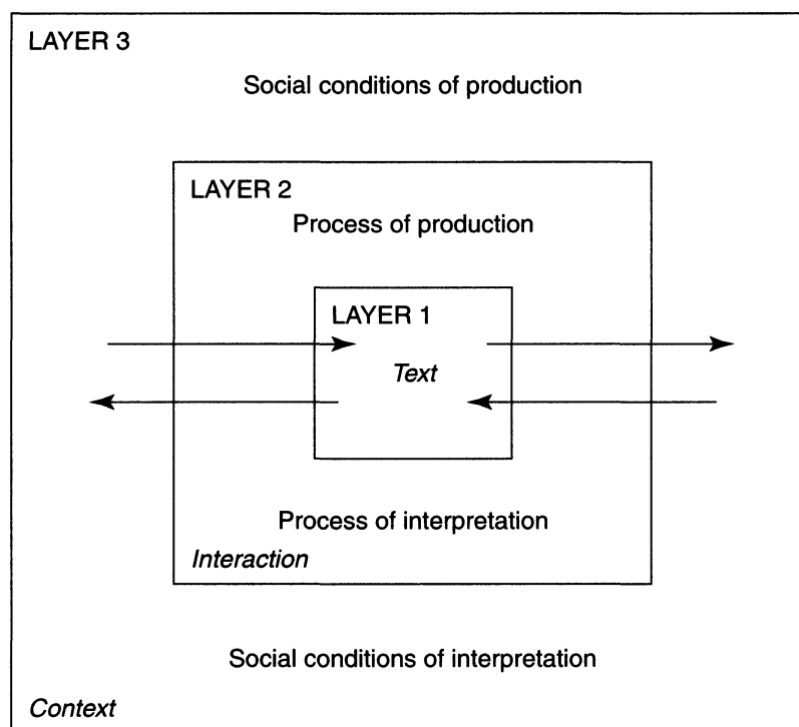 LAYER 3
Social conditions of production
LAYER 2
Process of production
LAYER 1
Text
Process of interpretation
Interaction
Social conditions of interpretation
Context